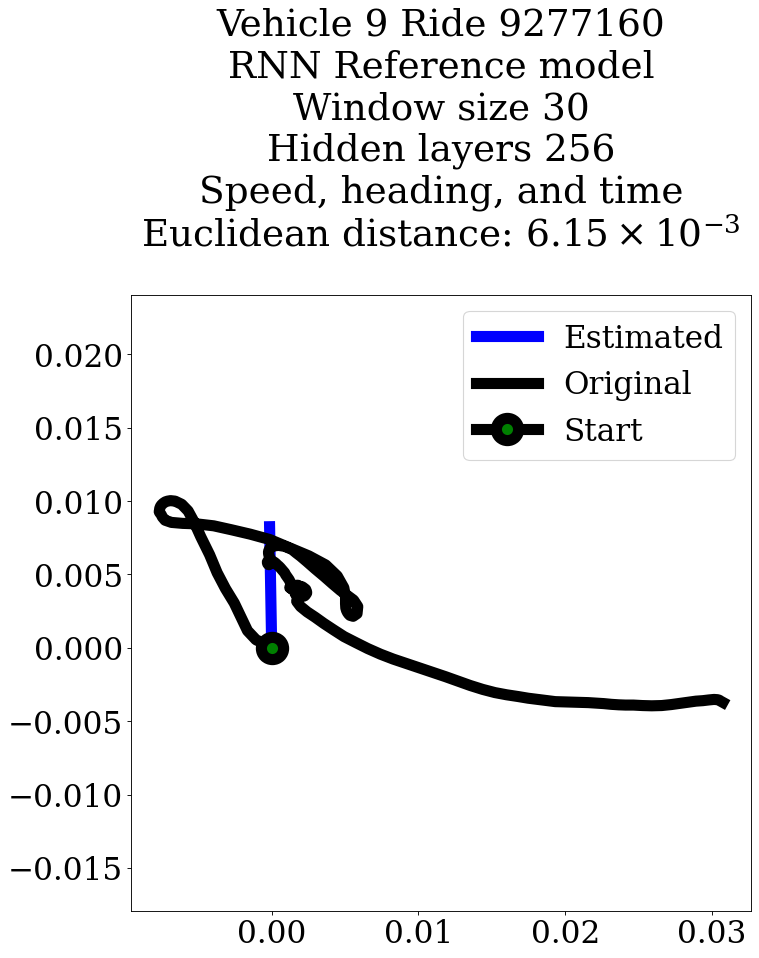 Vehicle 9 Ride 9277160
RNN Reference model
Window size 30
Hidden layers 256
Speed, heading, and time
Euclidean distance: 6.15 × 10⁻³
Estimated
Original
Start
0.020
0.015
0.010
0.005
0.000
−0.005
−0.010
−0.015
0.00 0.01 0.02 0.03